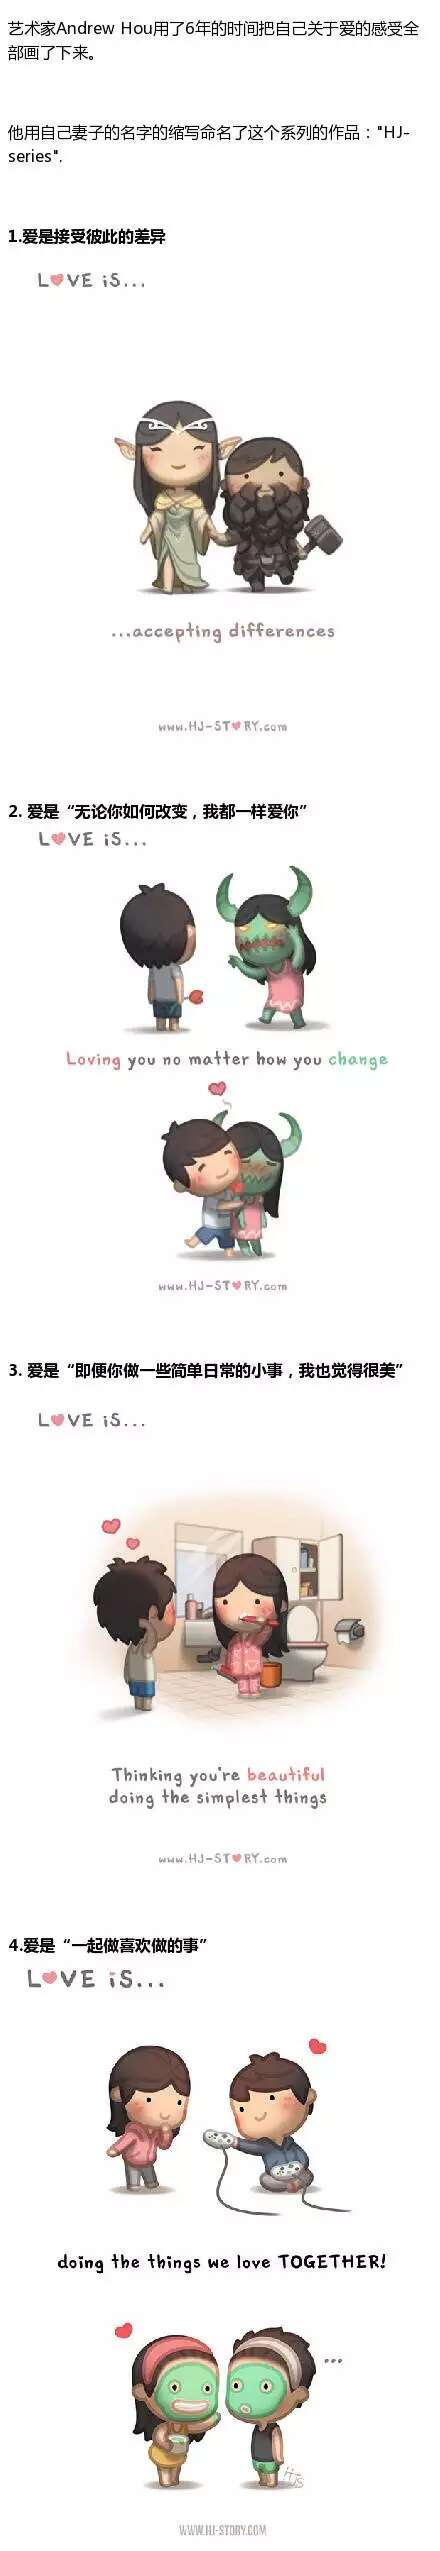 艺术家Andrew Hou用了6年的时间把自己关于爱的感受全
部画了下来。
他用自己妻子的名字的缩写命名了这个系列的作品："HJ-
series".
1.爱是接受彼此的差异
LOVE iS...
...accepting differences
www.HJ-STORY.com
2. 爱是“无论你如何改变，我都一样爱你”
LOVE iS...
Loving you no matter how you change
www.HJ-STORY.com
3. 爱是“即便你做一些简单日常的小事，我也觉得很美”
LOVE iS...
Thinking you're beautiful
doing the simplest things
www.HJ-STORY.com
4.爱是“一起做喜欢做的事”
LOVE iS...
doing the things we love TOGETHER!
...
WWW.HJ-STORY.COM